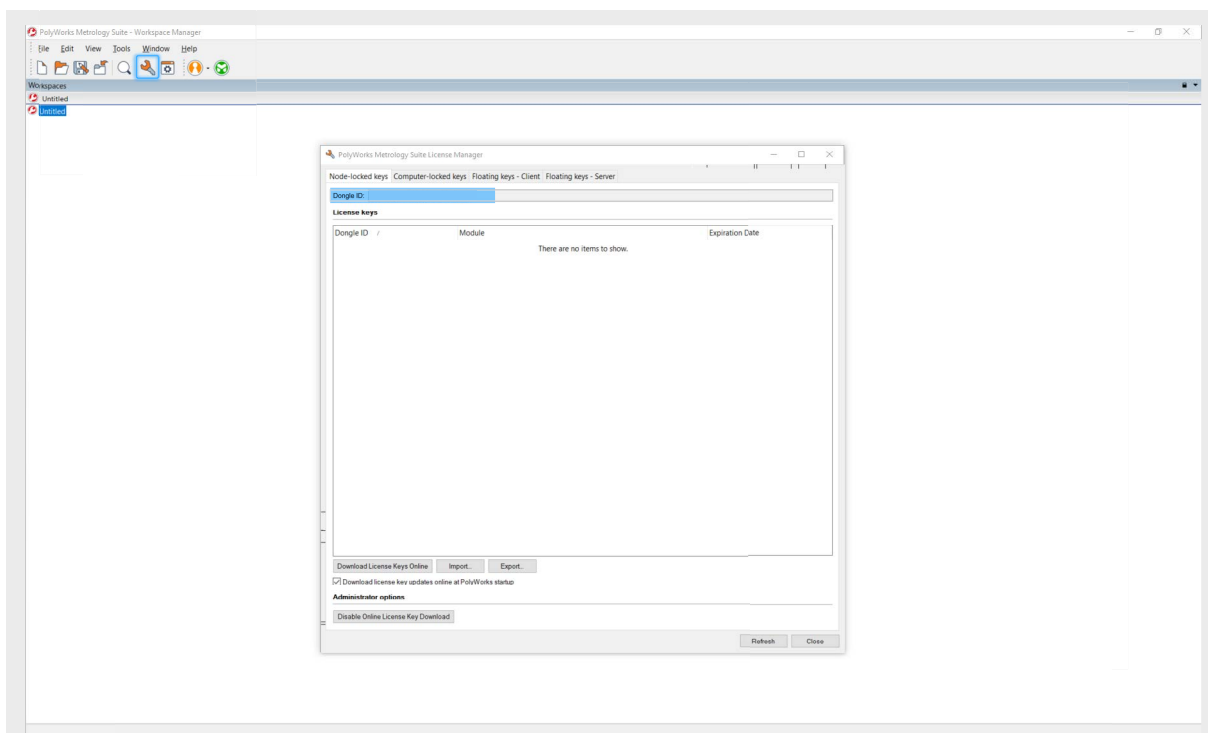 PolyWorks Metrology Suite - Workspace Manager
File Edit View Tools Window Help
Workspaces
Untitled
Untitled
PolyWorks Metrology Suite License Manager
Node-locked keys Computer-locked keys Floating keys - Client Floating keys - Server
Dongle ID:
License keys
Dongle ID / Module Expiration Date
There are no items to show.
Download License Keys Online Import... Export...
Download license key updates online at PolyWorks startup
Administrator options
Disable Online License Key Download
Refresh Close